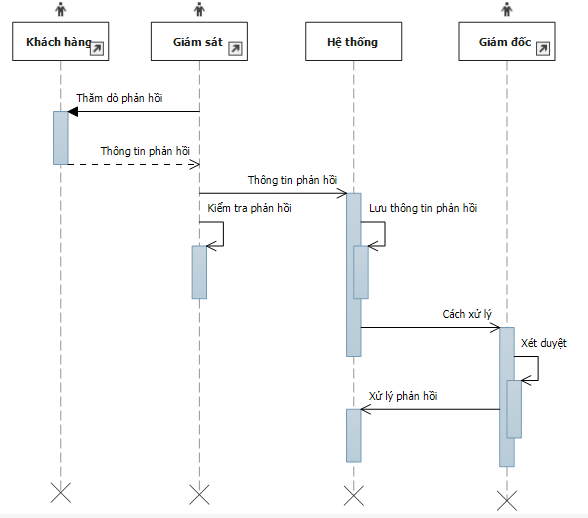 Khách hàng
Giám sát
Hệ thống
Giám đốc
Thăm dò phản hồi
Thông tin phản hồi
Thông tin phản hồi
Kiểm tra phản hồi
Lưu thông tin phản hồi
Cách xử lý
Xét duyệt
Xử lý phản hồi